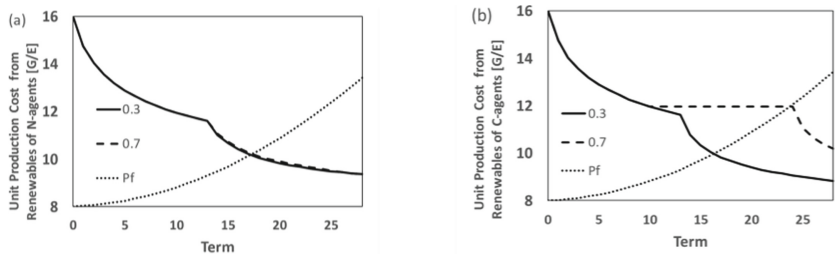 (a)
Unit Production Cost from
Renewables of N-agents [G/E]
16
14
12
10
8
0.3
0.7
Pf
0 5 10 15 20 25
Term
(b)
Unit Production Cost from
Renewables of C-agents [G/E]
16
14
12
10
8
0.3
0.7
Pf
0 5 10 15 20 25
Term